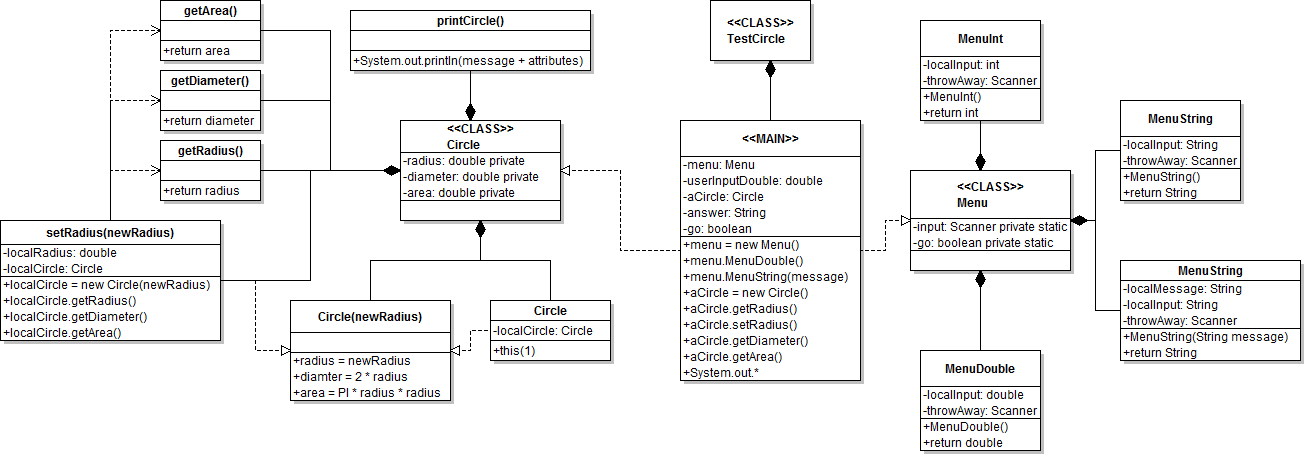 getArea()
+return area
getDiameter()
+return diameter
getRadius()
+return radius
setRadius(newRadius)
-localRadius: double
-localCircle: Circle
+localCircle = new Circle(newRadius)
+localCircle.getRadius()
+localCircle.getDiameter()
+localCircle.getArea()
printCircle()
+System.out.println(message + attributes)
<<CLASS>>
Circle
-radius: double private
-diameter: double private
-area: double private
Circle(newRadius)
+radius = newRadius
+diamter = 2 * radius
+area = PI * radius * radius
Circle
-localCircle: Circle
+this(1)
<<CLASS>>
TestCircle
<<MAIN>>
-menu: Menu
-userInputDouble: double
-aCircle: Circle
-answer: String
-go: boolean
+menu = new Menu()
+menu.MenuDouble()
+menu.MenuString(message)
+aCircle = new Circle()
+aCircle.getRadius()
+aCircle.setRadius()
+aCircle.getDiameter()
+aCircle.getArea()
+System.out.*
MenuInt
-localInput: int
-throwAway: Scanner
+MenuInt()
+return int
<<CLASS>>
Menu
-input: Scanner private static
-go: boolean private static
MenuDouble
-localInput: double
-throwAway: Scanner
+MenuDouble()
+return double
MenuString
-localInput: String
-throwAway: Scanner
+MenuString()
+return String
MenuString
-localMessage: String
-localInput: String
-throwAway: Scanner
+MenuString(String message)
+return String